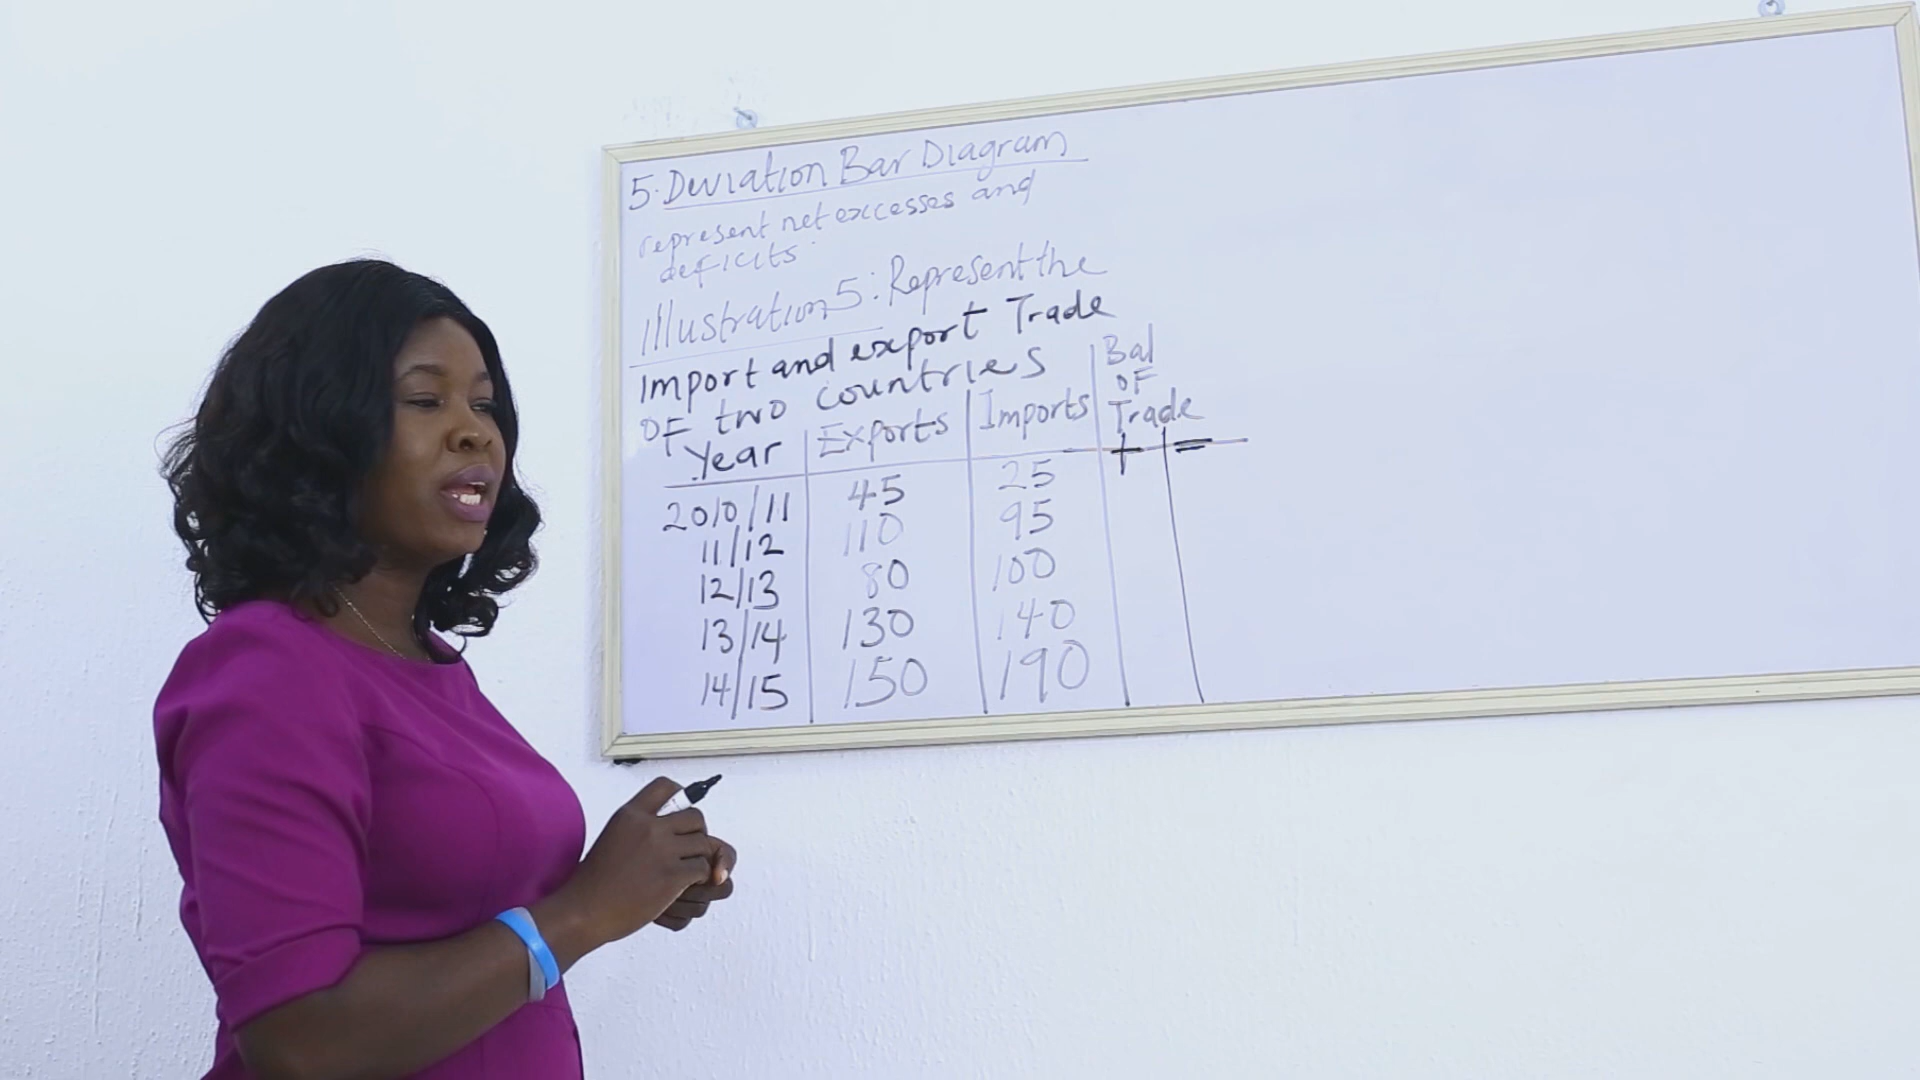 5. Deviation Bar Diagram
represent net excesses and
deficits
Illustration 5: Represent the
Import and export Trade
OF two countries
Year Exports Imports Bal OF Trade
+ =
2010/11 45 25
11/12 110 95
12/13 80 100
13/14 130 140
14/15 150 190